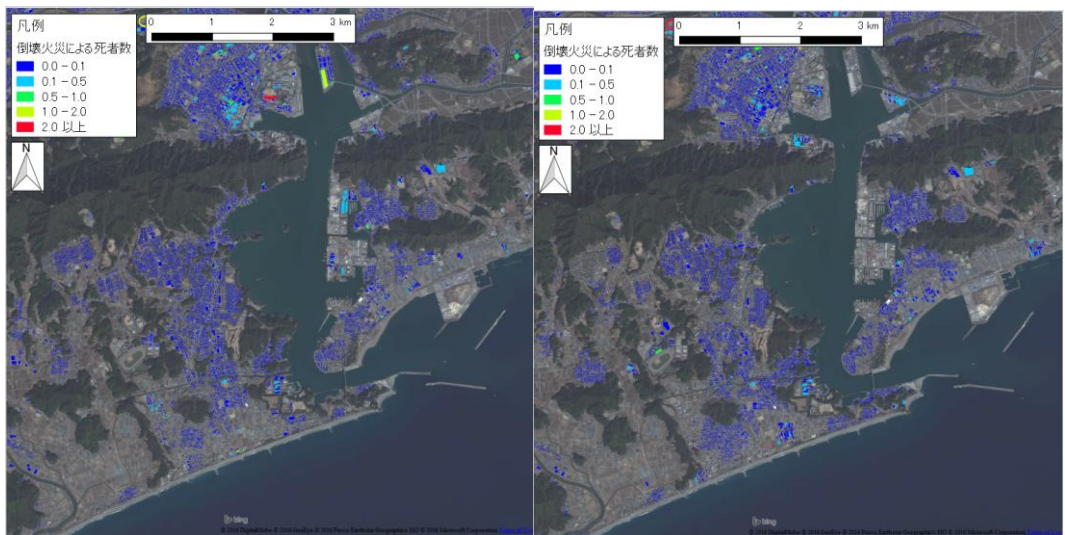 凡例
倒壊火災による死者数
0.0 – 0.1
0.1 – 0.5
0.5 – 1.0
1.0 – 2.0
2.0 以上
0 1 2 3 km
N
bing
凡例
倒壊火災による死者数
0.0 – 0.1
0.1 – 0.5
0.5 – 1.0
1.0 – 2.0
2.0 以上
0 1 2 3 km
N
bing